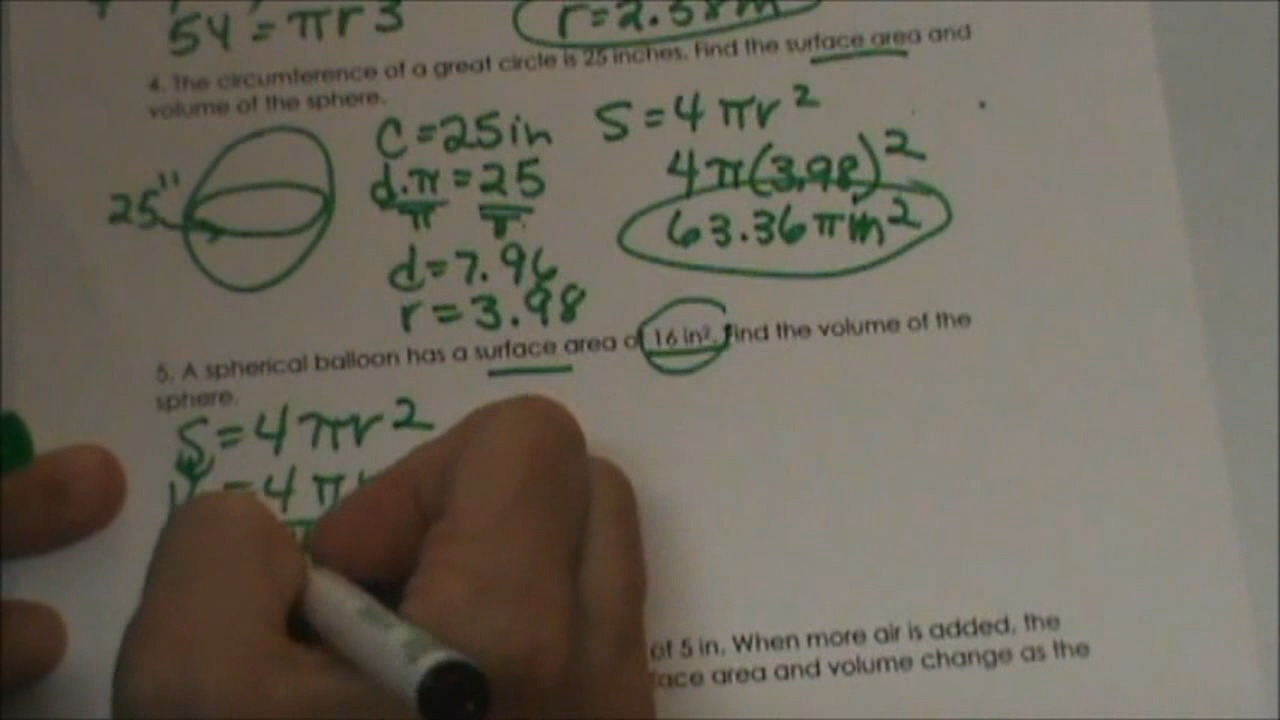 54 = πr3
r=2.58m
4. The circumference of a great circle is 25 inches. Find the surface area and
volume of the sphere.
25"
C=25in
d.π=25
π π
d=7.96
r=3.98
S=4πr²
4π(3.98)²
63.36πin²
5. A spherical balloon has a surface area of 16 in². Find the volume of the
sphere.
S=4πr²
=4π
of 5 in. When more air is added, the
face area and volume change as the